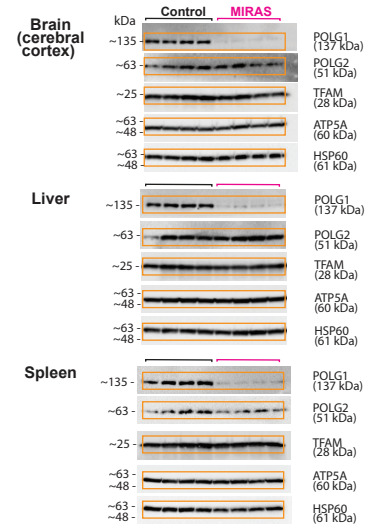 Control MIRAS
Brain
(cerebral
cortex)
kDa
~135 - POLG1
(137 kDa)
~63 - POLG2
(51 kDa)
~25 - TFAM
(28 kDa)
~63 - ATP5A
~48 - (60 kDa)
~63 - HSP60
~48 - (61 kDa)
Liver
~135 - POLG1
(137 kDa)
~63 - POLG2
(51 kDa)
~25 - TFAM
(28 kDa)
~63 - ATP5A
~48 - (60 kDa)
~63 - HSP60
~48 - (61 kDa)
Spleen
~135 - POLG1
(137 kDa)
~63 - POLG2
(51 kDa)
~25 - TFAM
(28 kDa)
~63 - ATP5A
~48 - (60 kDa)
~63 - HSP60
~48 - (61 kDa)